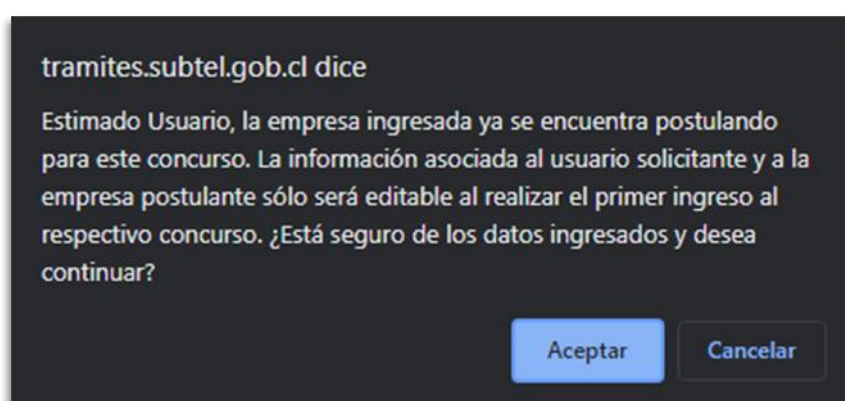 tramites.subtel.gob.cl dice
Estimado Usuario, la empresa ingresada ya se encuentra postulando
para este concurso. La información asociada al usuario solicitante y a la
empresa postulante sólo será editable al realizar el primer ingreso al
respectivo concurso. ¿Está seguro de los datos ingresados y desea
continuar?
Aceptar
Cancelar